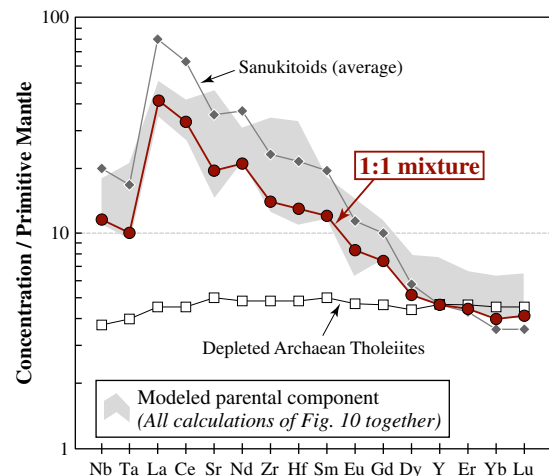 100
Sanukitoids (average)
1:1 mixture
10
Depleted Archaean Tholeiites
Modeled parental component
(All calculations of Fig. 10 together)
1
Concentration / Primitive Mantle
Nb Ta La Ce Sr Nd Zr Hf Sm Eu Gd Dy Y Er Yb Lu